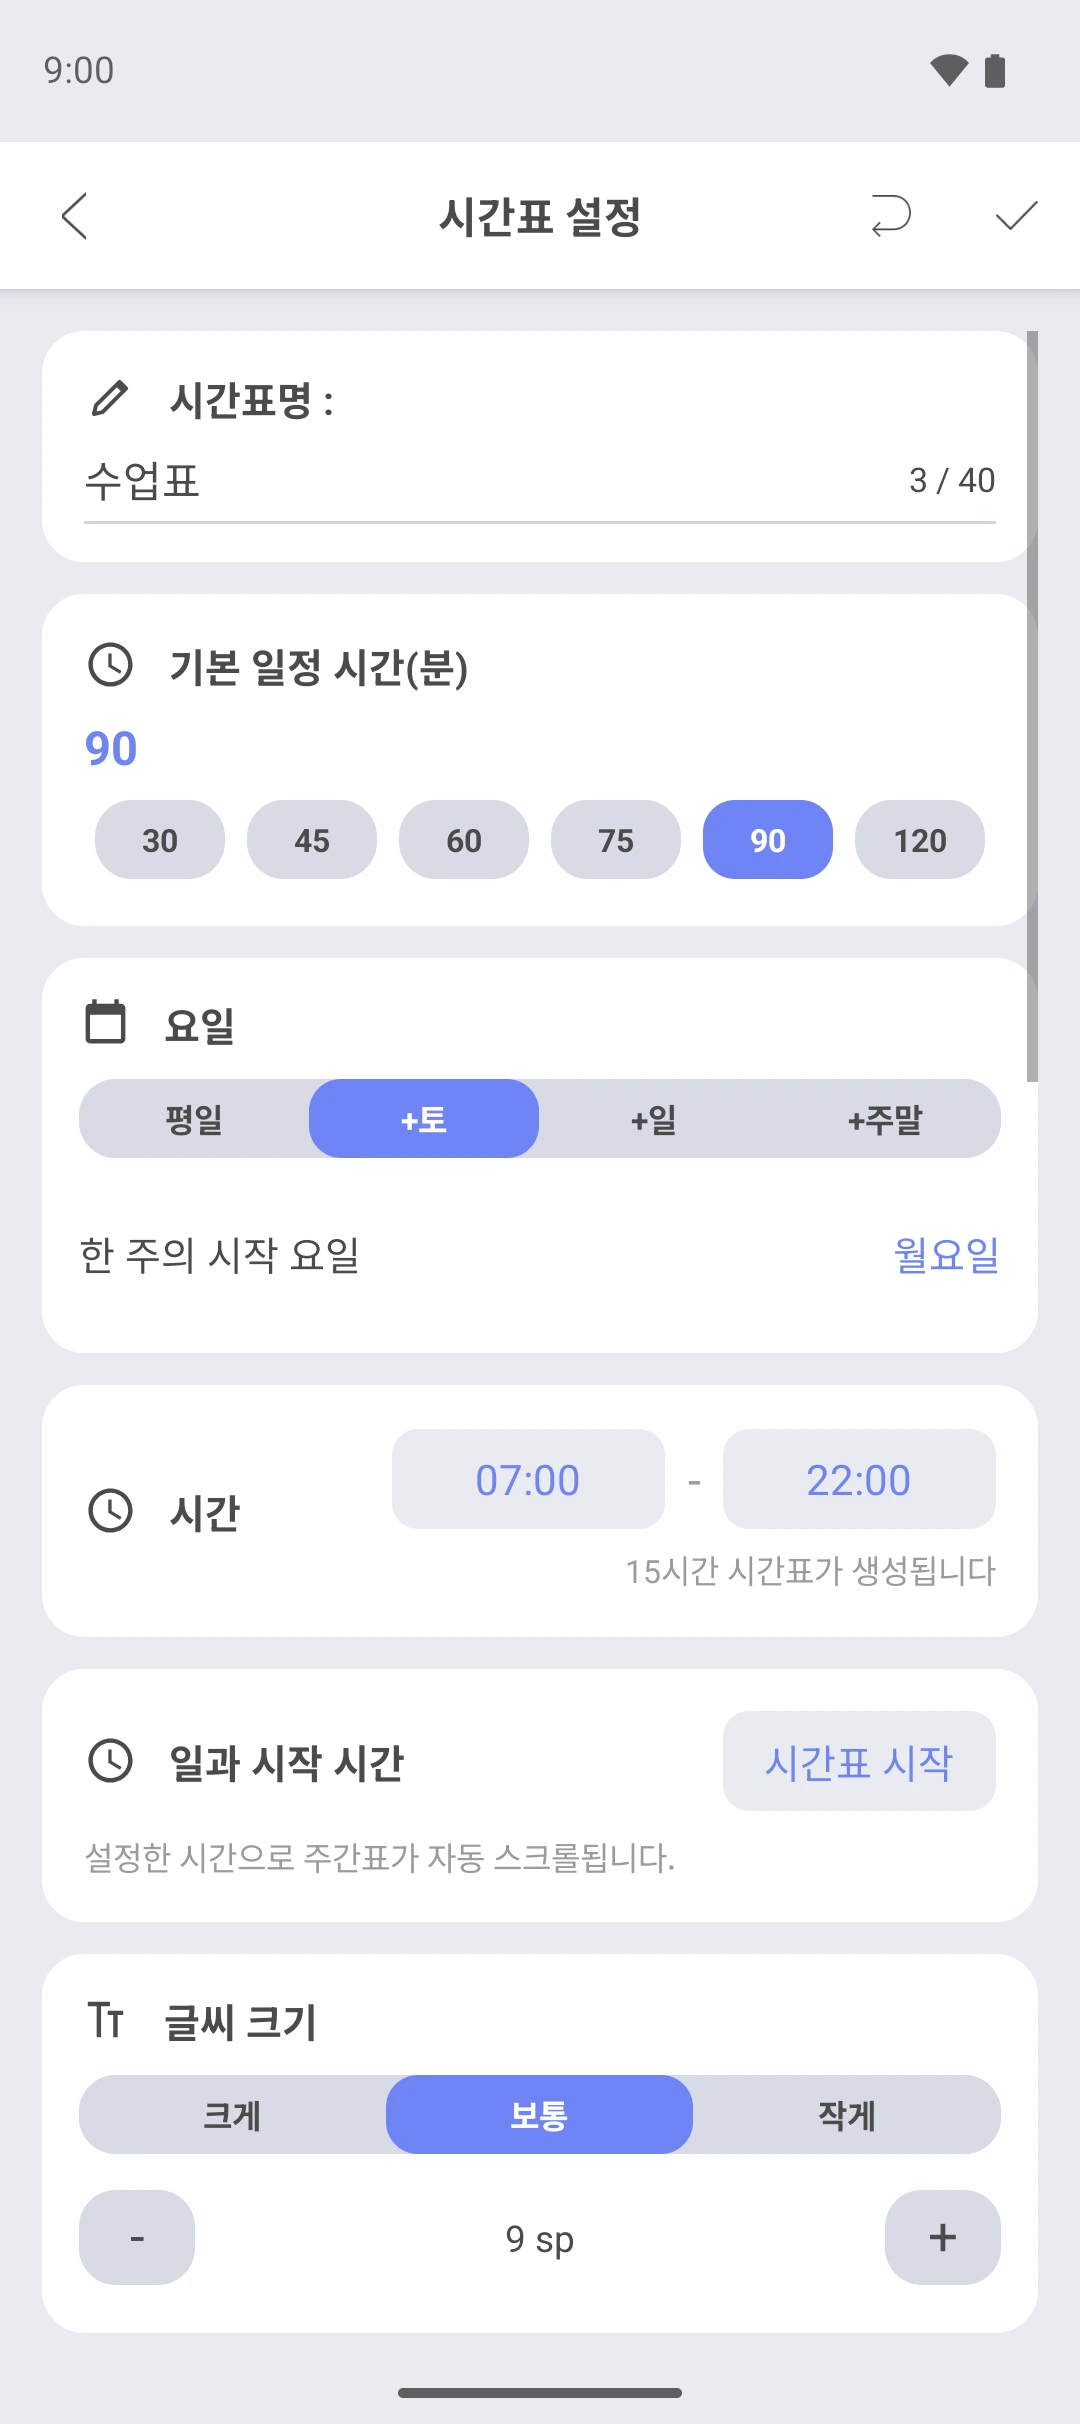 9:00
시간표 설정
시간표명 :
수업표 3 / 40
기본 일정 시간(분)
90
30 45 60 75 90 120
요일
평일 +토 +일 +주말
한 주의 시작 요일 월요일
시간 07:00 - 22:00
15시간 시간표가 생성됩니다
일과 시작 시간 시간표 시작
설정한 시간으로 주간표가 자동 스크롤됩니다.
글씨 크기
크게 보통 작게
- 9 sp +